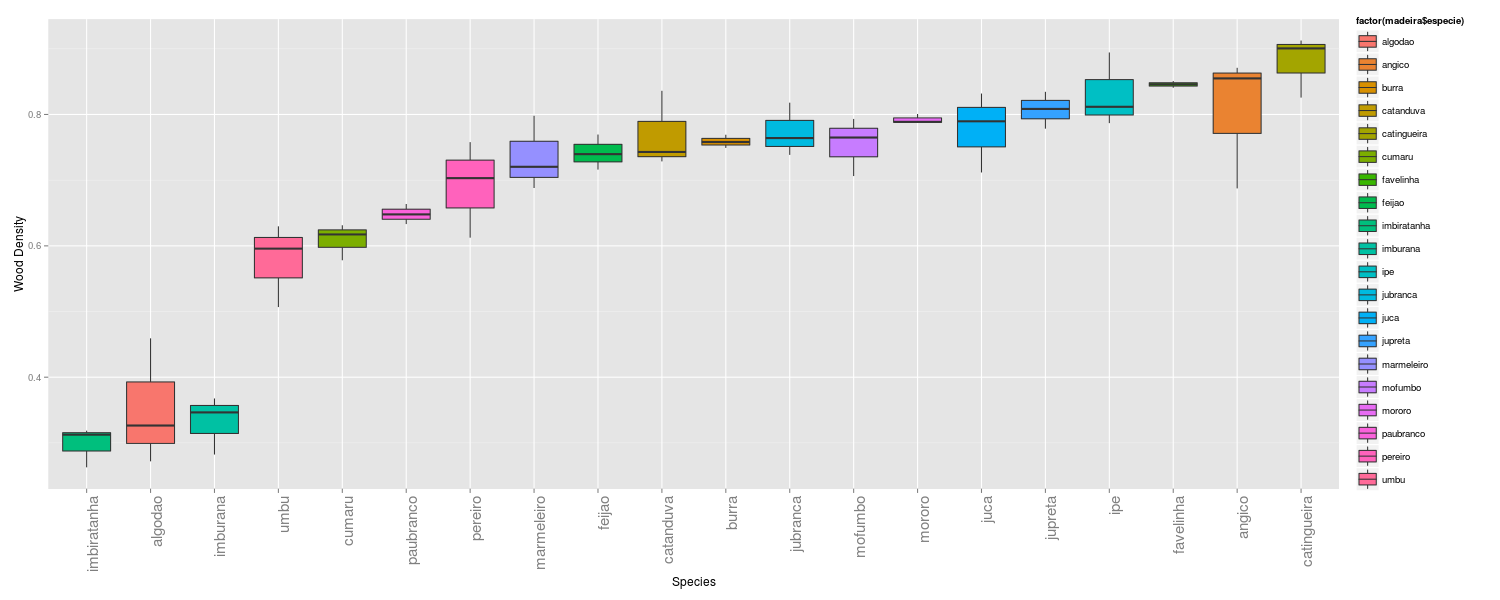 Wood Density
0.8
0.6
0.4
imbiratanha
algodao
imburana
umbu
cumaru
paubranco
pereiro
marmeleiro
feijao
catanduva
burra
jubranca
mofumbo
mororo
juca
jupreta
ipe
favelinha
angico
catingueira
Species
factor(madeira$especie)
algodao
angico
burra
catanduva
catingueira
cumaru
favelinha
feijao
imbiratanha
imburana
ipe
jubranca
juca
jupreta
marmeleiro
mofumbo
mororo
paubranco
pereiro
umbu